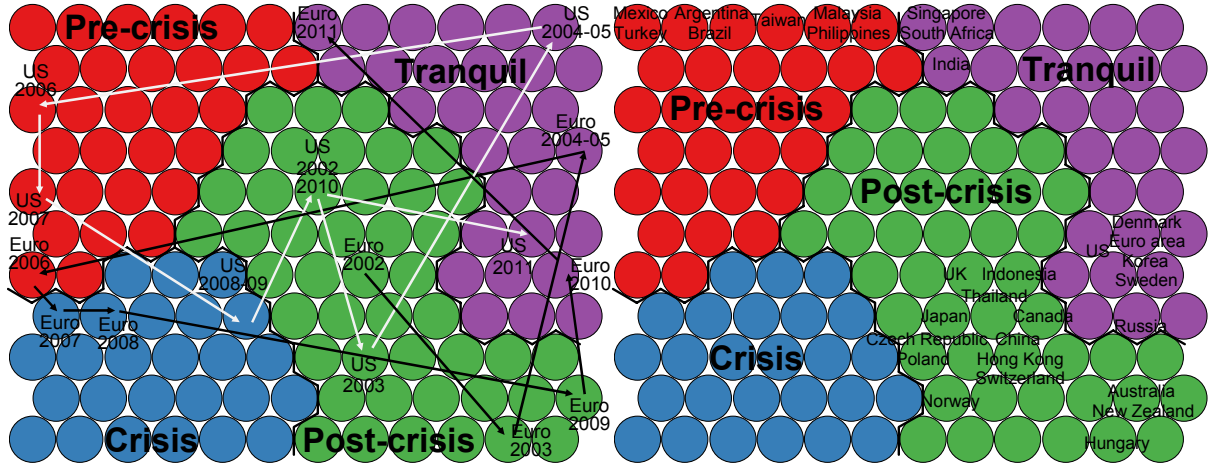 Pre-crisis
Euro
2011
US
2004-05
Tranquil
US
2006
Euro
2004-05
US
2002
2010
US
2007
Euro
2006
US
2008-09
Euro
2002
US
2011
Euro
2010
Euro
2007
Euro
2008
US
2003
Euro
2009
Crisis
Post-crisis
Euro
2003
Mexico
Turkey
Argentina
Brazil
Taiwan
Malaysia
Philippines
Singapore
South Africa
India
Tranquil
Pre-crisis
Post-crisis
Denmark
Euro area
US
Korea
Sweden
UK
Indonesia
Thailand
Japan
Canada
Russia
Czech Republic
China
Poland
Hong Kong
Switzerland
Crisis
Norway
Australia
New Zealand
Hungary